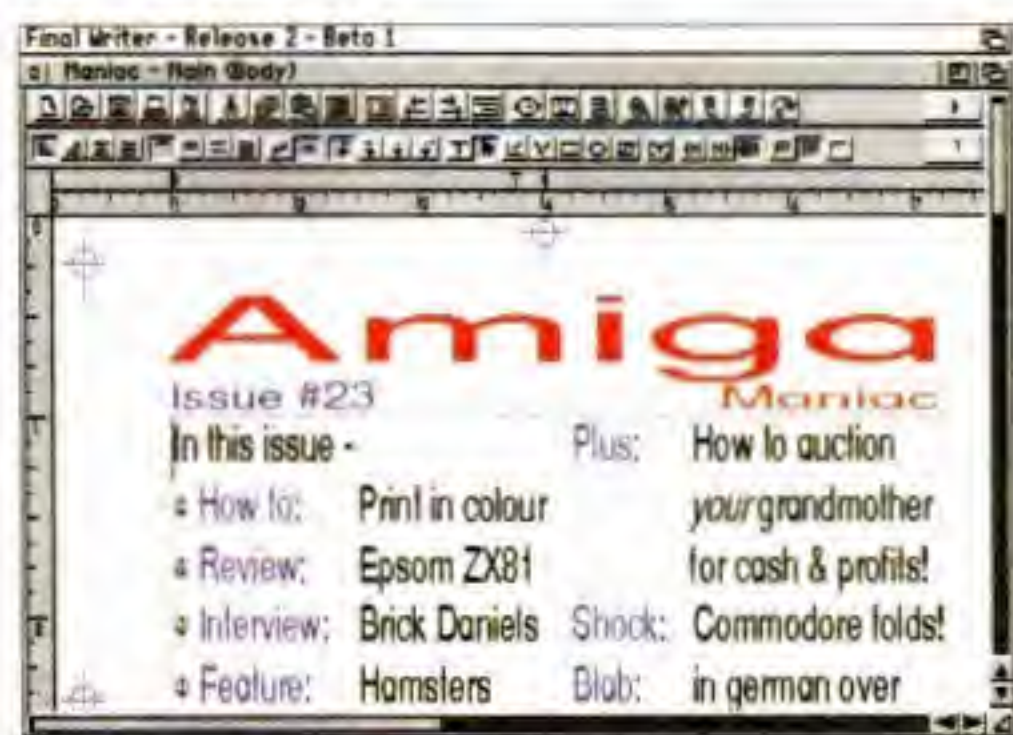 Final Writer - Release 2 - Beta 1
Maniac - Main (Body)
Amiga
Issue #23 Maniac
In this issue - Plus: How to auction
How to: Print in colour your grandmother
Review: Epsom ZX81 for cash & profits!
Interview: Brick Daniels Shock: Commodore folds!
Feature: Hamsters Blab: in german over